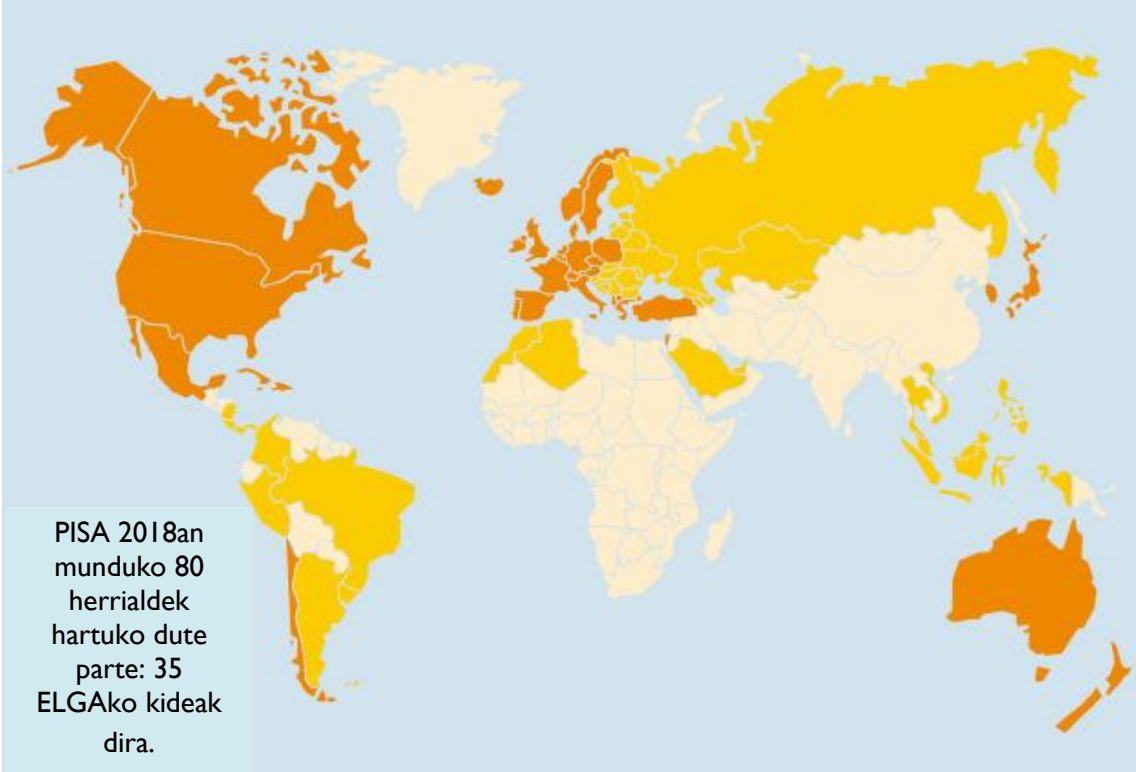 PISA 2018an
munduko 80
herrialdek
hartuko dute
parte: 35
ELGAko kideak
dira.